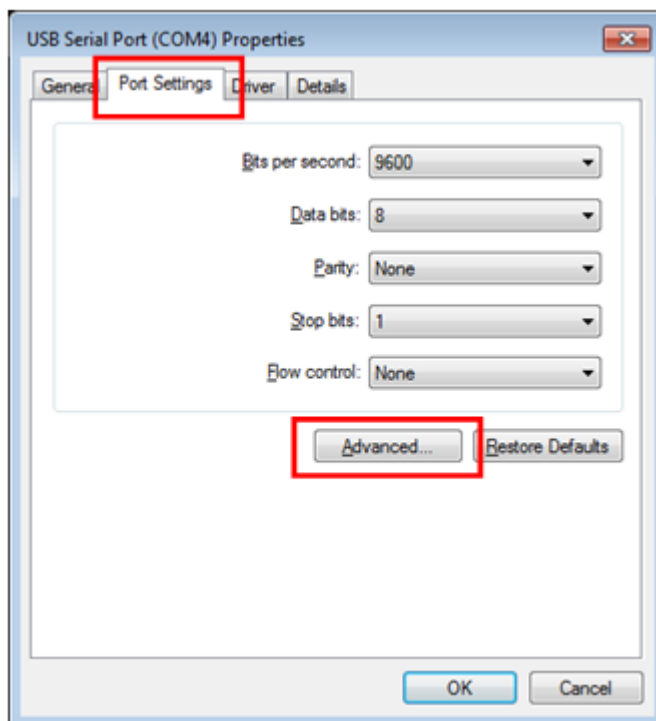 USB Serial Port (COM4) Properties
General Port Settings Driver Details
Bits per second: 9600
Data bits: 8
Parity: None
Stop bits: 1
Flow control: None
Advanced... Restore Defaults
OK Cancel